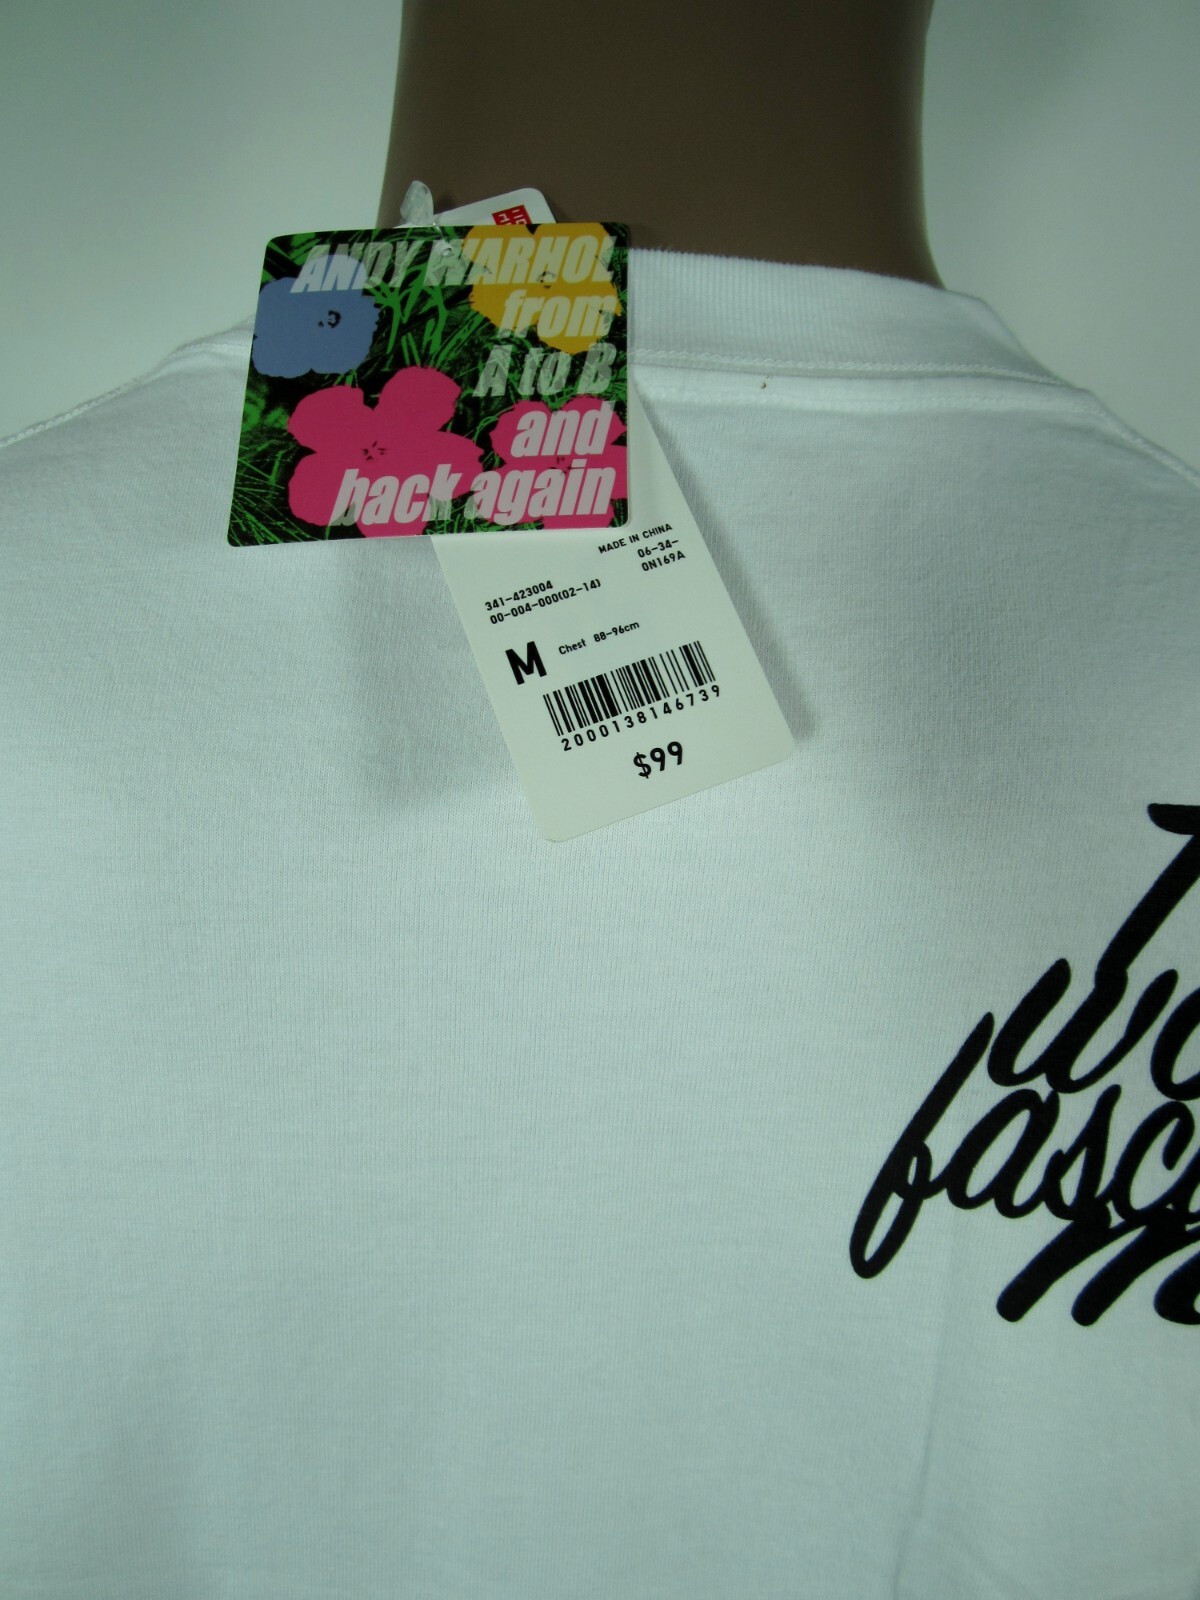 ANDY WARHOL
from
A to B
and
back again
MADE IN CHINA
06-34-
0N169A
341-423004
00-004-000(02-14)
M Chest 88-96cm
2000138146739
$99